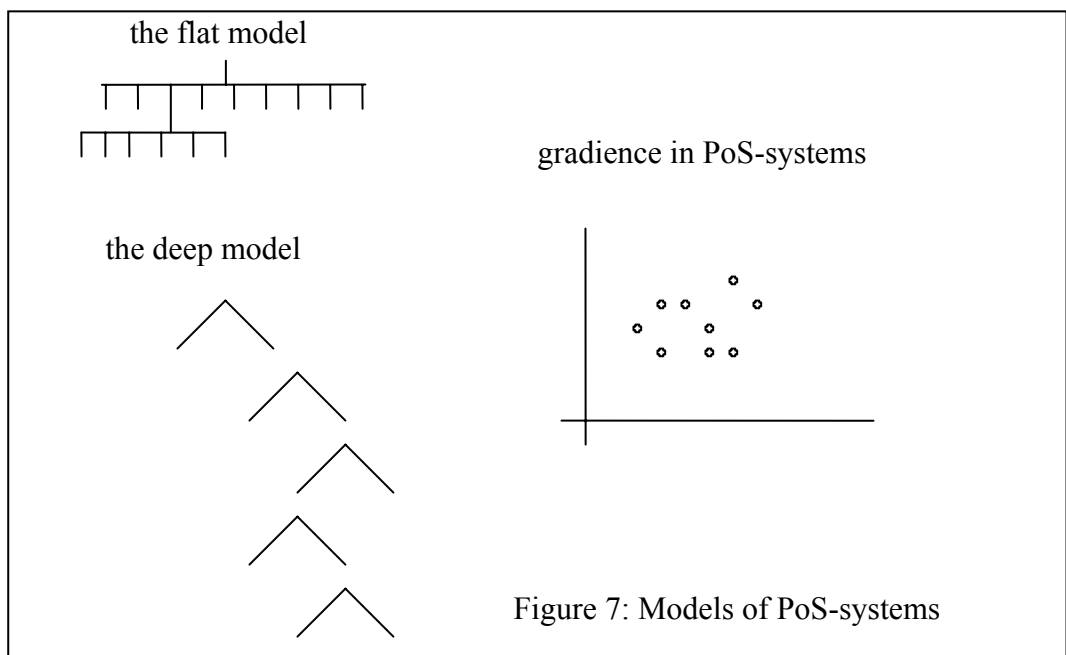 the flat model
gradience in PoS-systems
the deep model
Figure 7: Models of PoS-systems